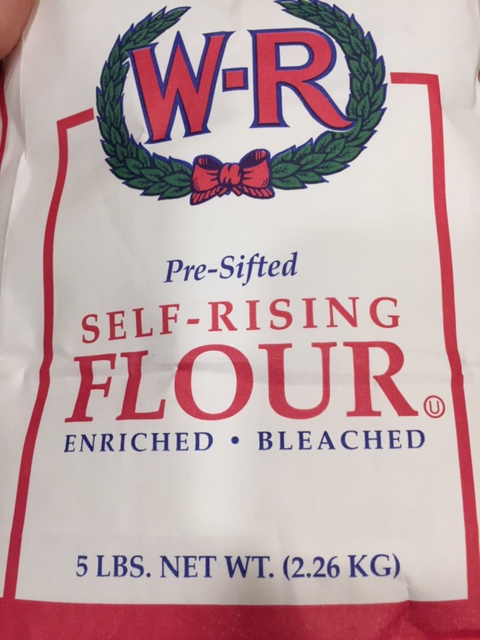 W-R
Pre-Sifted
SELF-RISING
FLOUR Ⓤ
ENRICHED • BLEACHED
5 LBS. NET WT. (2.26 KG)